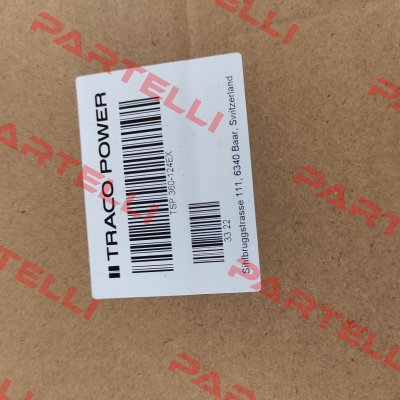 TRACO POWER
TSP 360-124EX
33 22
Sihlbruggstrasse 111, 6340 Baar, Switzerland
PARTELLI
PARTELLI
PARTELLI
PARTELLI